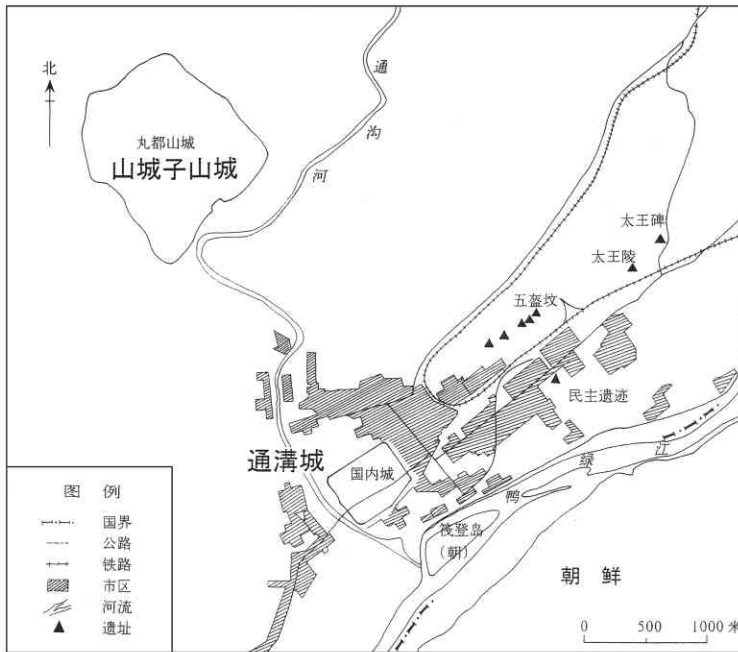 北
通
沟
河
丸都山城
山城子山城
太王碑
太王陵
五盔坟
民主遗迹
通溝城
国内城
鸭
绿
江
筏登岛
(朝)
朝 鲜
图 例
国界
公路
铁路
市区
河流
遗址
0 500 1000 米